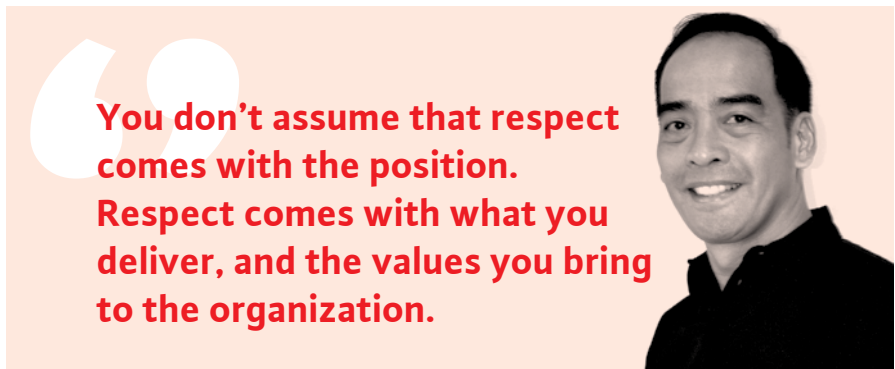 You don’t assume that respect
comes with the position.
Respect comes with what you
deliver, and the values you bring
to the organization.